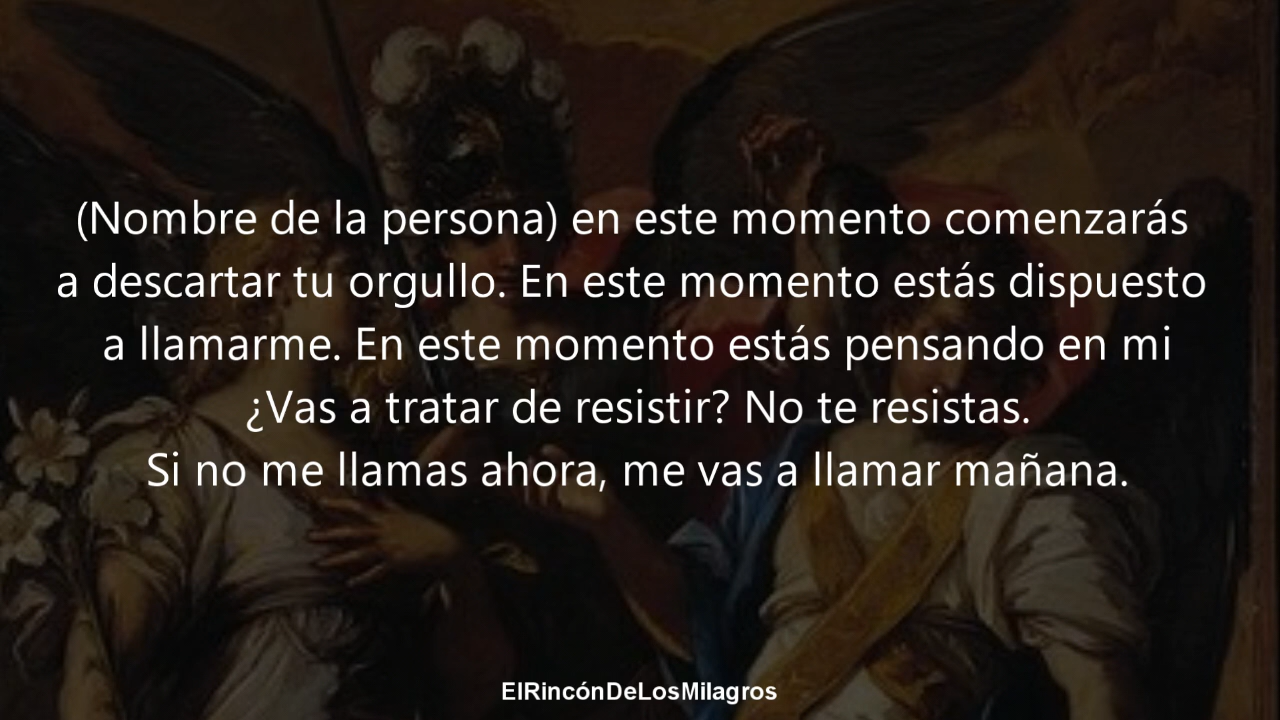 (Nombre de la persona) en este momento comenzarás
a descartar tu orgullo. En este momento estás dispuesto
a llamarme. En este momento estás pensando en mi
¿Vas a tratar de resistir? No te resistas.
Si no me llamas ahora, me vas a llamar mañana.
ElRincónDeLosMilagros